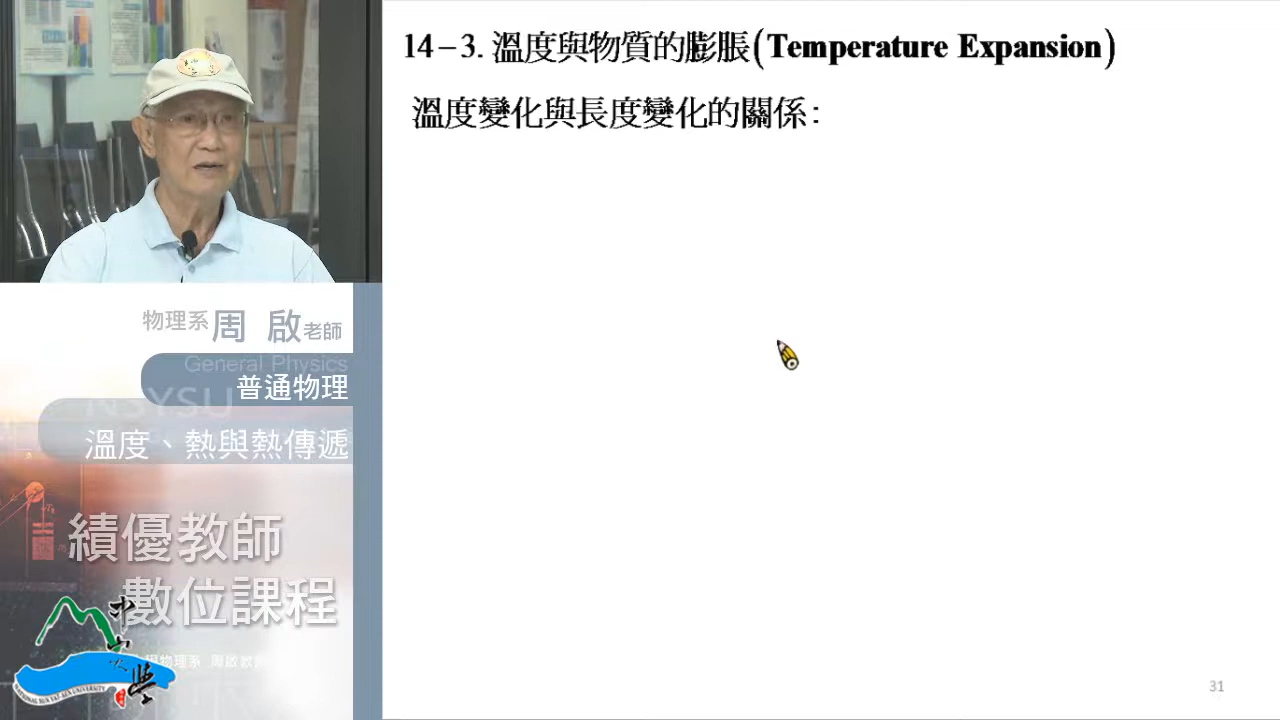 14-3. 溫度與物質的膨脹(Temperature Expansion)
溫度變化與長度變化的關係:
物理系周 啟老師
General Physics
普通物理
NSYSU
溫度、熱與熱傳遞
績優教師
數位課程
31